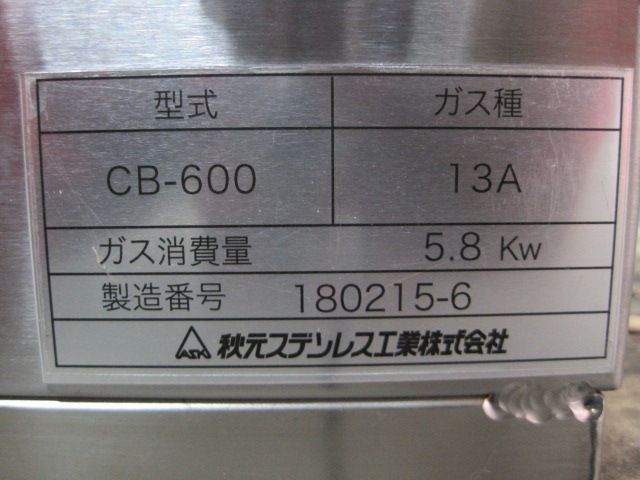 型式 ガス種
CB-600 13A
ガス消費量 5.8 Kw
製造番号 180215-6
ASK 秋元ステンレス工業株式会社